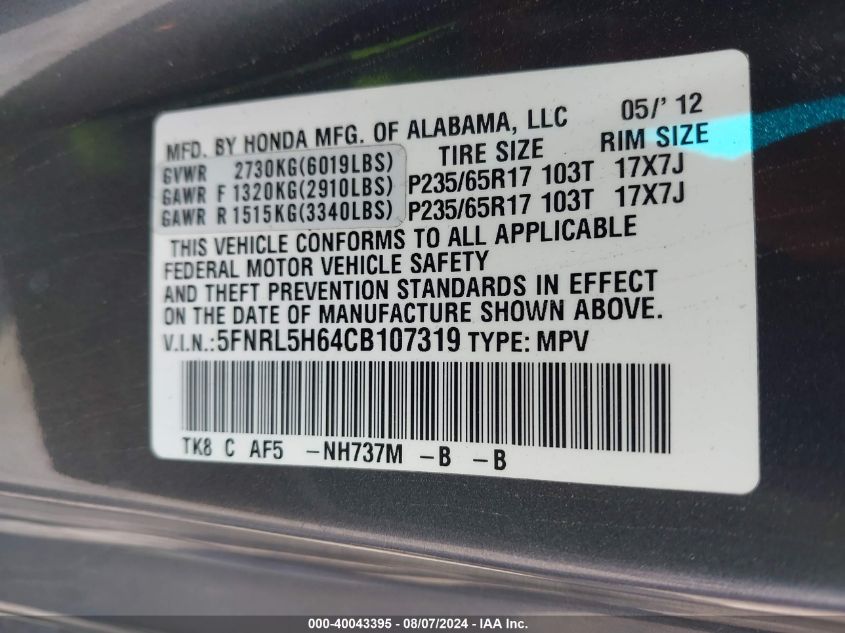 MFD. BY HONDA MFG. OF ALABAMA, LLC 05/' 12
GVWR 2730KG(6019LBS) TIRE SIZE RIM SIZE
GAWR F 1320KG(2910LBS) P235/65R17 103T 17X7J
GAWR R 1515KG(3340LBS) P235/65R17 103T 17X7J
THIS VEHICLE CONFORMS TO ALL APPLICABLE
FEDERAL MOTOR VEHICLE SAFETY
AND THEFT PREVENTION STANDARDS IN EFFECT
ON THE DATE OF MANUFACTURE SHOWN ABOVE.
V.I.N.:5FNRL5H64CB107319 TYPE: MPV
TK8 C AF5 -NH737M -B -B
000-40043395 - 08/07/2024 - IAA Inc.